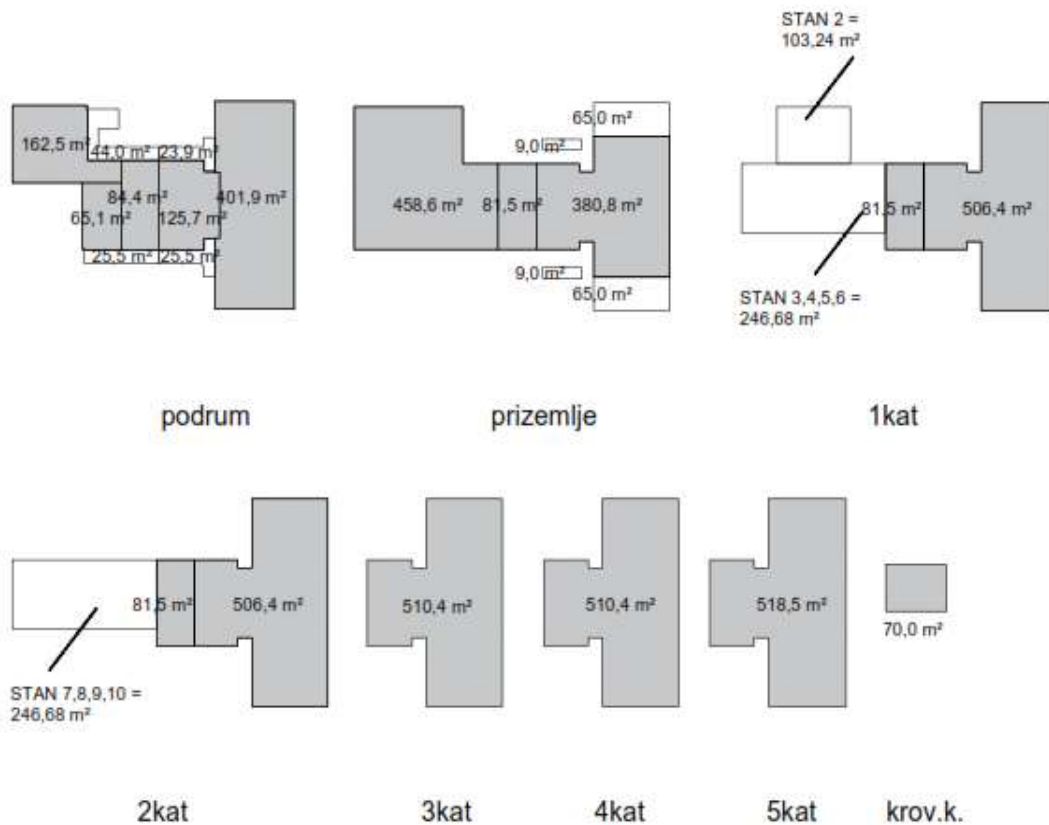 STAN 2 =
103,24 m²
162,5 m²
44,0 m²
23,9 m²
84,4 m²
401,9 m²
65,1 m²
125,7 m²
25,5 m²
25,5 m²
65,0 m²
9,0 m²
458,6 m²
81,5 m²
380,8 m²
9,0 m²
65,0 m²
81,5 m²
506,4 m²
STAN 3,4,5,6 =
246,68 m²
podrum
prizemlje
1kat
81,5 m²
506,4 m²
STAN 7,8,9,10 =
246,68 m²
510,4 m²
510,4 m²
518,5 m²
70,0 m²
2kat
3kat
4kat
5kat
krov.k.